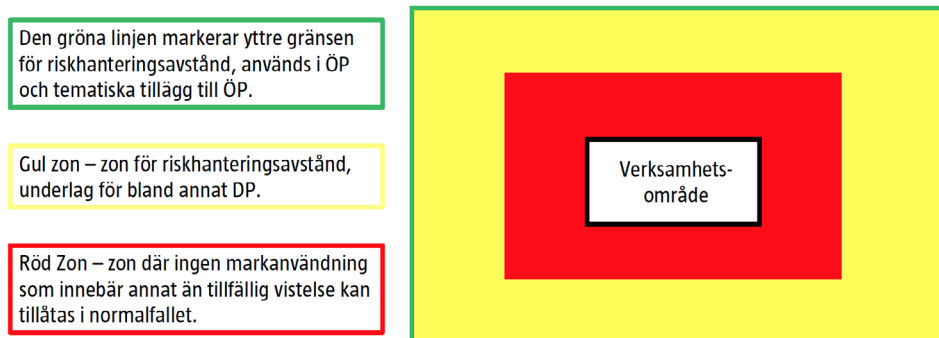 Den gröna linjen markerar yttre gränsen
för riskhanteringsavstånd, används i ÖP
och tematiska tillägg till ÖP.
Gul zon – zon för riskhanteringsavstånd,
underlag för bland annat DP.
Röd Zon – zon där ingen markanvändning
som innebär annat än tillfällig vistelse kan
tillåtas i normalfallet.
Verksamhets-
område